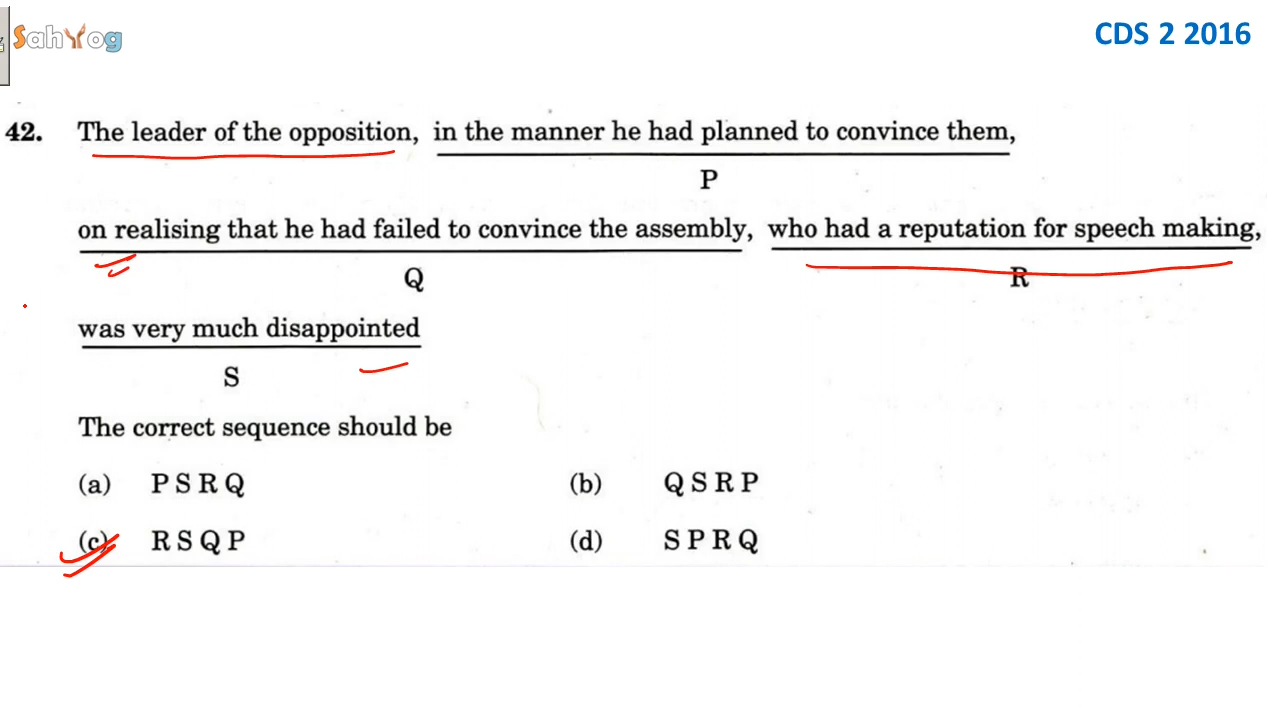 SahYog
CDS 2 2016
42. The leader of the opposition, in the manner he had planned to convince them,
P
on realising that he had failed to convince the assembly, who had a reputation for speech making,
Q R
was very much disappointed
S
The correct sequence should be
(a) P S R Q (b) Q S R P
(c) R S Q P (d) S P R Q